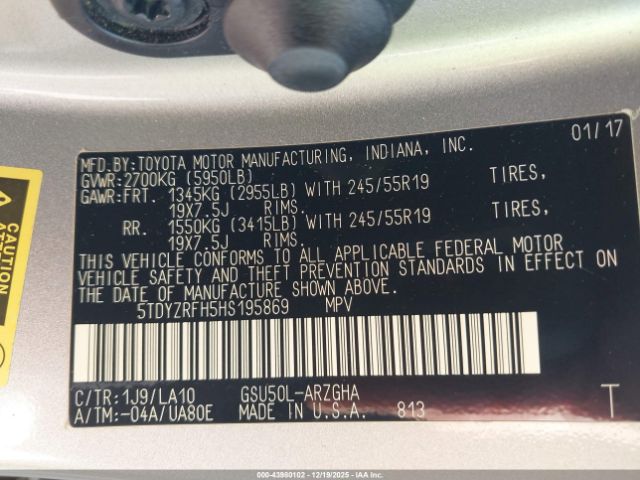 01/17
MFD.BY:TOYOTA MOTOR MANUFACTURING, INDIANA, INC.
GVWR:2700KG (5950LB)
GAWR:FRT. 1345KG (2955LB) WITH 245/55R19 TIRES,
19X7.5J RIMS.
RR. 1550KG (3415LB) WITH 245/55R19 TIRES,
19X7.5J RIMS.
THIS VEHICLE CONFORMS TO ALL APPLICABLE FEDERAL MOTOR
VEHICLE SAFETY AND THEFT PREVENTION STANDARDS IN EFFECT ON
THE DATE OF MANUFACTURE SHOWN ABOVE.
5TDYZRFH5HS195869 MPV
C/TR:1J9/LA10 GSU50L-ARZGHA
A/TM:-04A/UA80E MADE IN U.S.A. 813 T
CAUTION
000-43980102 - 12/19/2025 - IAAI.COM